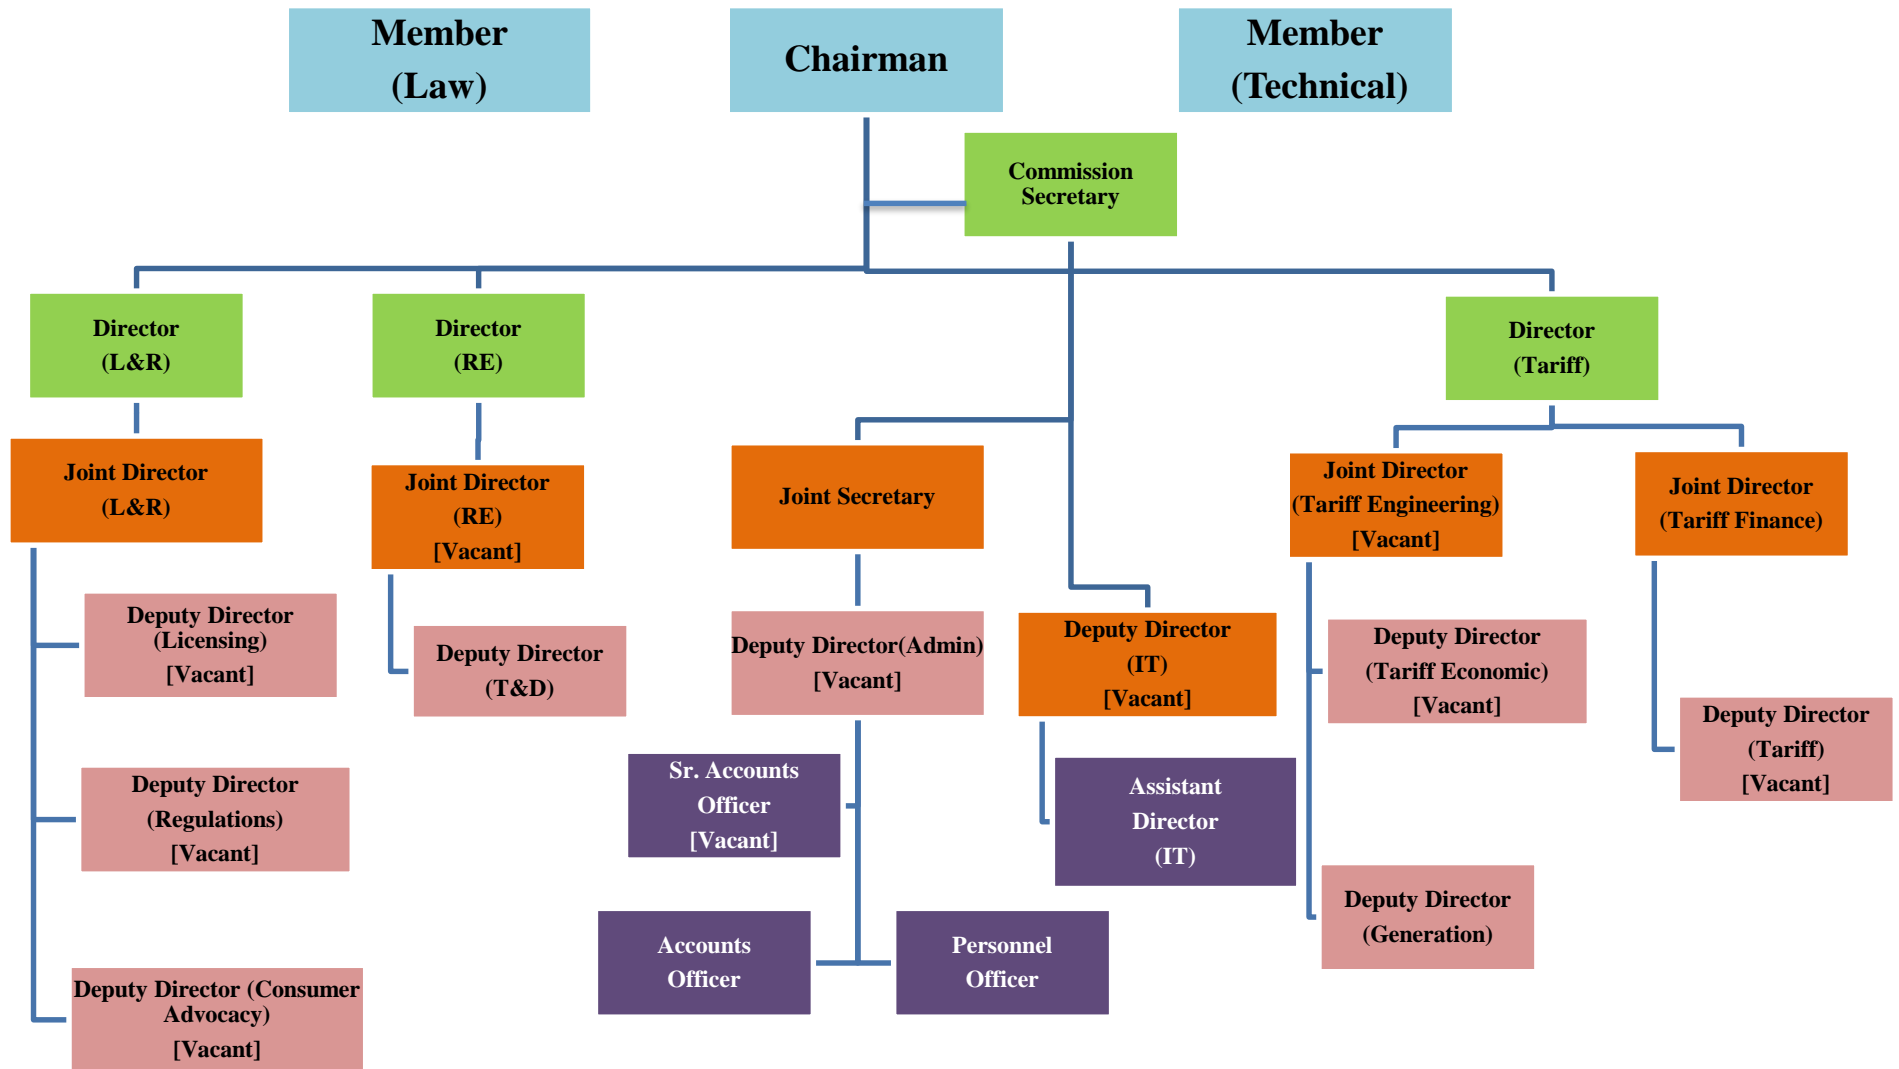 Member
(Law)
Chairman
Member
(Technical)
Commission
Secretary
Director
(L&R)
Director
(RE)
Director
(Tariff)
Joint Director
(L&R)
Joint Director
(RE)
[Vacant]
Joint Secretary
Joint Director
(Tariff Engineering)
[Vacant]
Joint Director
(Tariff Finance)
Deputy Director
(Licensing)
[Vacant]
Deputy Director
(T&D)
Deputy Director(Admin)
[Vacant]
Deputy Director
(IT)
[Vacant]
Deputy Director
(Tariff Economic)
[Vacant]
Deputy Director
(Tariff)
[Vacant]
Deputy Director
(Regulations)
[Vacant]
Sr. Accounts
Officer
[Vacant]
Assistant
Director
(IT)
Deputy Director
(Generation)
Accounts
Officer
Personnel
Officer
Deputy Director (Consumer
Advocacy)
[Vacant]